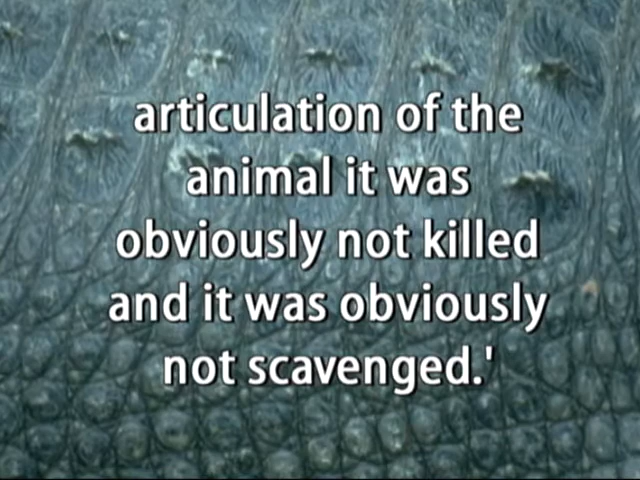 articulation of the
animal it was
obviously not killed
and it was obviously
not scavenged.'